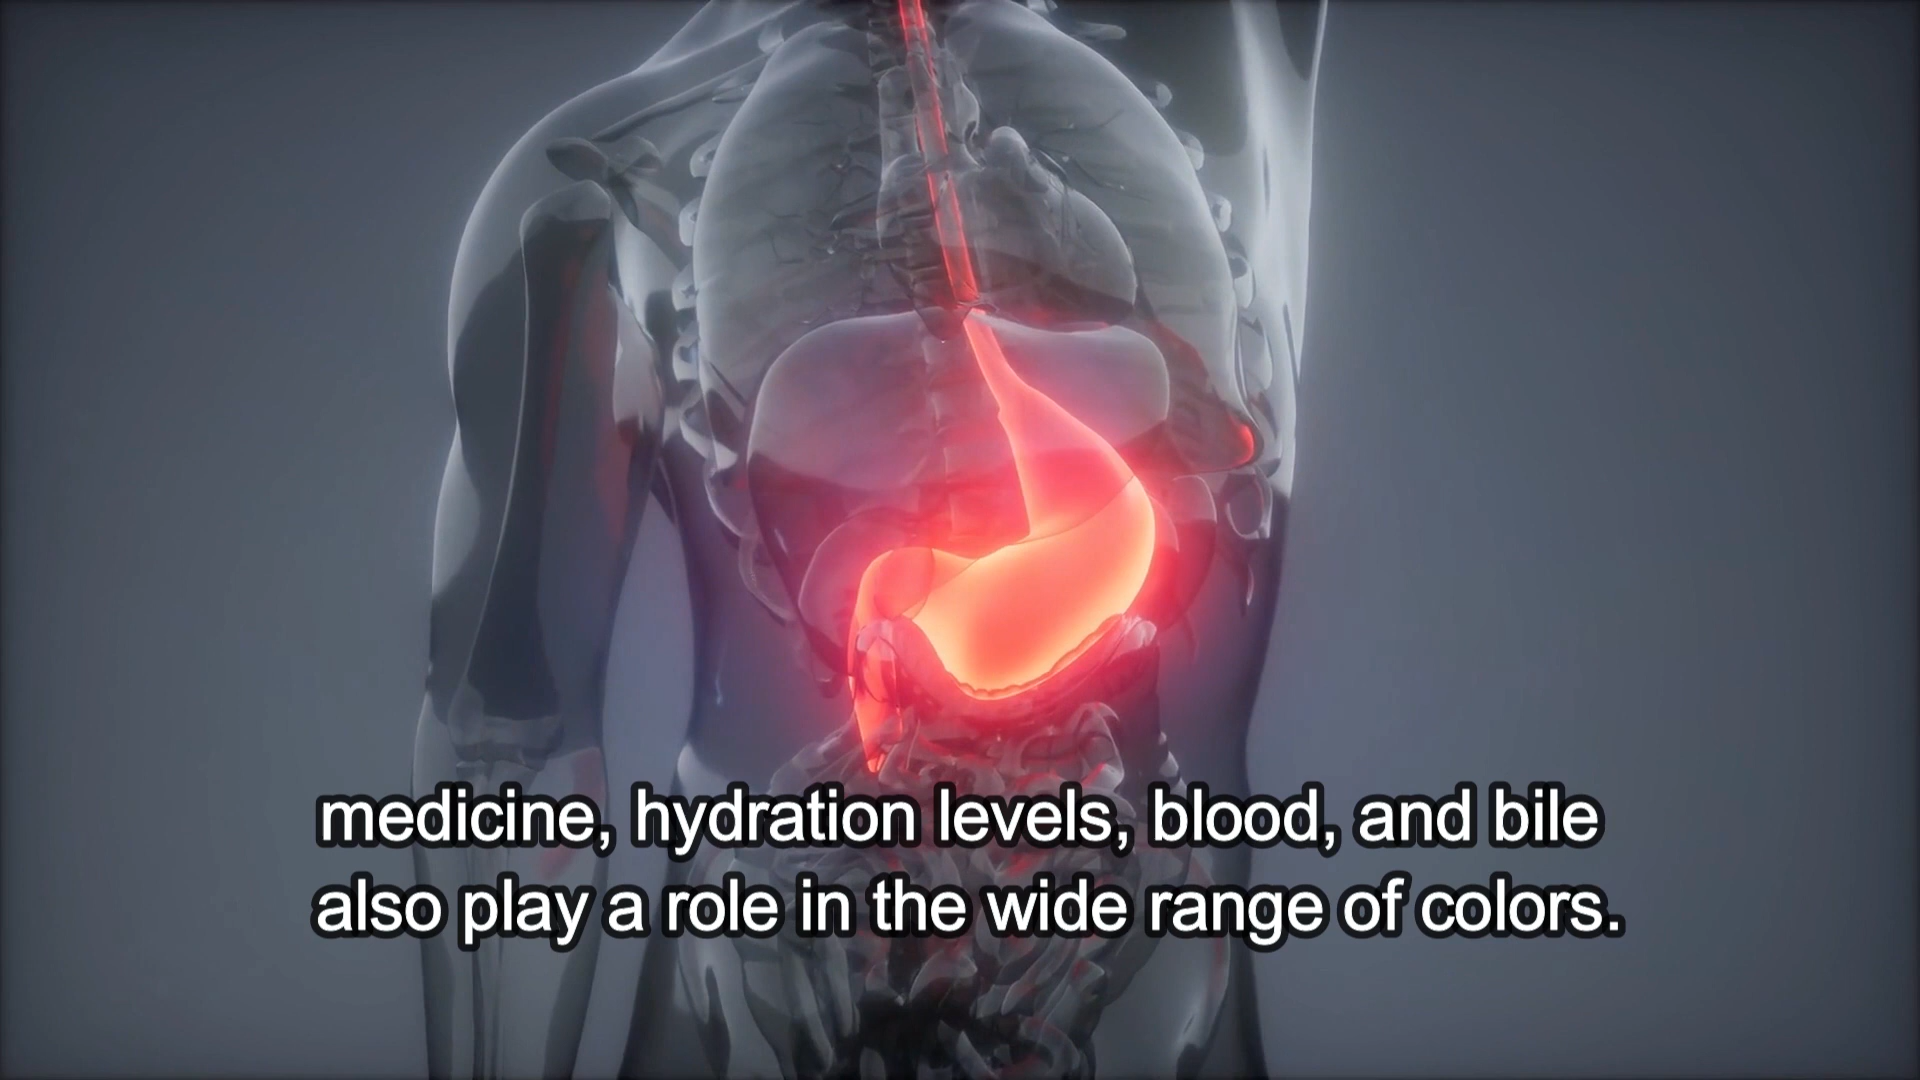 medicine, hydration levels, blood, and bile
also play a role in the wide range of colors.